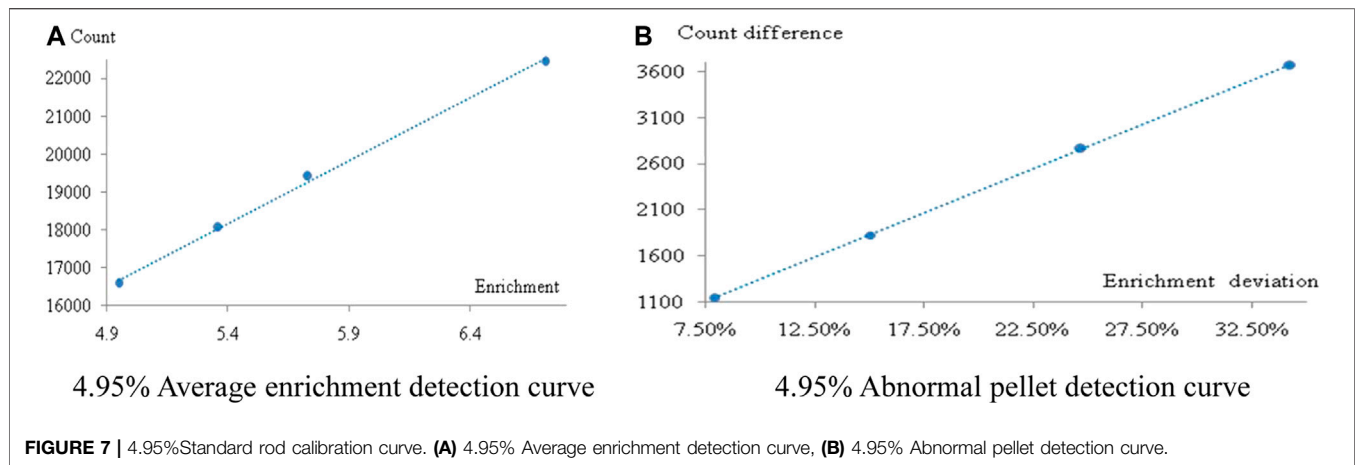 A Count
22000
21000
20000
19000
18000
17000
16000
Enrichment
4.9 5.4 5.9 6.4
4.95% Average enrichment detection curve
B Count difference
3600
3100
2600
2100
1600
1100
Enrichment deviation
7.50% 12.50% 17.50% 22.50% 27.50% 32.50%
4.95% Abnormal pellet detection curve
FIGURE 7 | 4.95%Standard rod calibration curve. (A) 4.95% Average enrichment detection curve, (B) 4.95% Abnormal pellet detection curve.